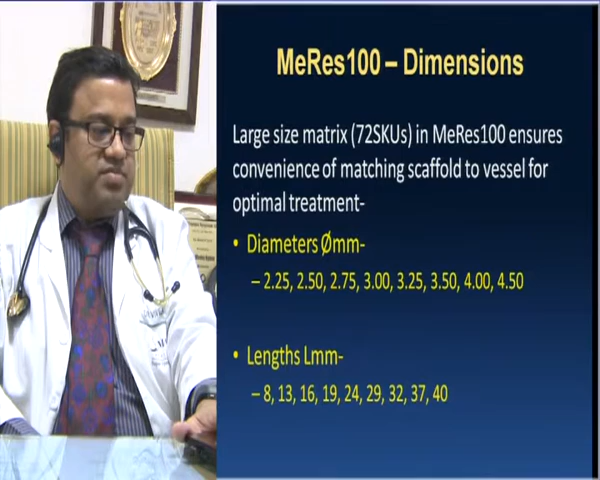 MeRes100 – Dimensions
Large size matrix (72SKUs) in MeRes100 ensures
convenience of matching scaffold to vessel for
optimal treatment-
• Diameters Ømm-
– 2.25, 2.50, 2.75, 3.00, 3.25, 3.50, 4.00, 4.50
• Lengths Lmm-
– 8, 13, 16, 19, 24, 29, 32, 37, 40